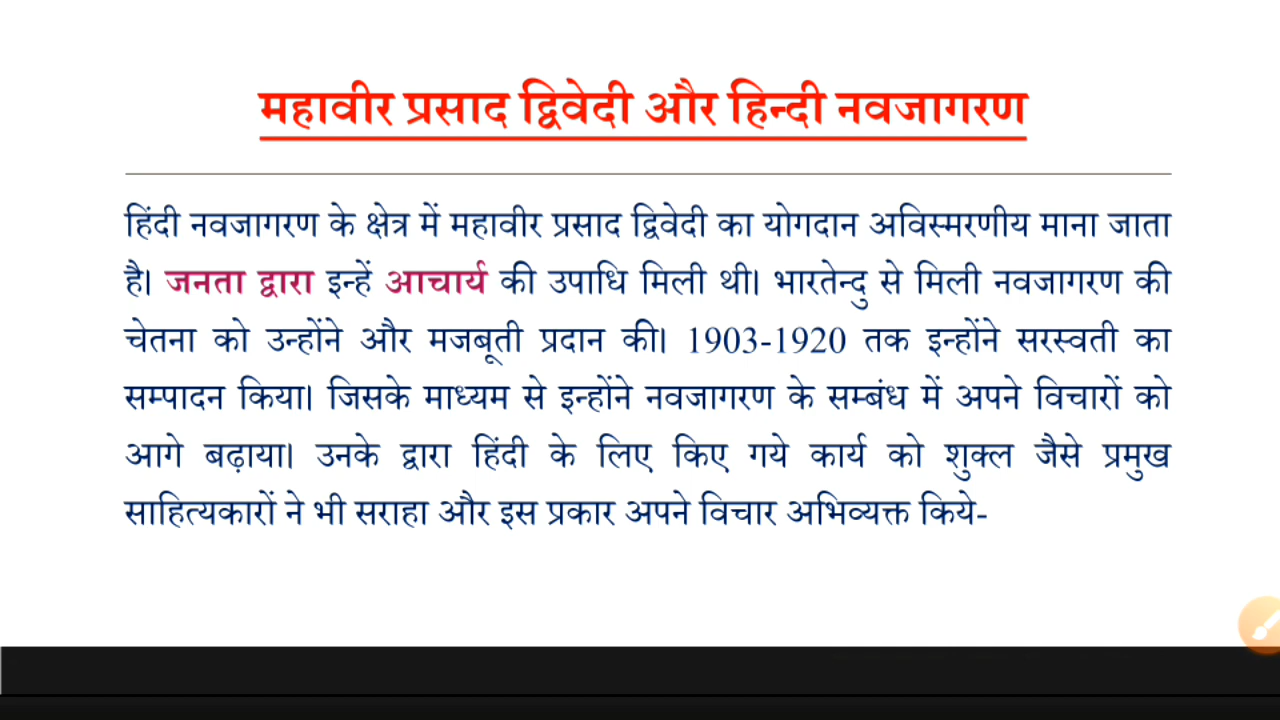 महावीर प्रसाद द्विवेदी और हिन्दी नवजागरण
हिंदी नवजागरण के क्षेत्र में महावीर प्रसाद द्विवेदी का योगदान अविस्मरणीय माना जाता
है। जनता द्वारा इन्हें आचार्य की उपाधि मिली थी। भारतेन्दु से मिली नवजागरण की
चेतना को उन्होंने और मजबूती प्रदान की। 1903-1920 तक इन्होंने सरस्वती का
सम्पादन किया। जिसके माध्यम से इन्होंने नवजागरण के सम्बंध में अपने विचारों को
आगे बढ़ाया। उनके द्वारा हिंदी के लिए किए गये कार्य को शुक्ल जैसे प्रमुख
साहित्यकारों ने भी सराहा और इस प्रकार अपने विचार अभिव्यक्त किये-